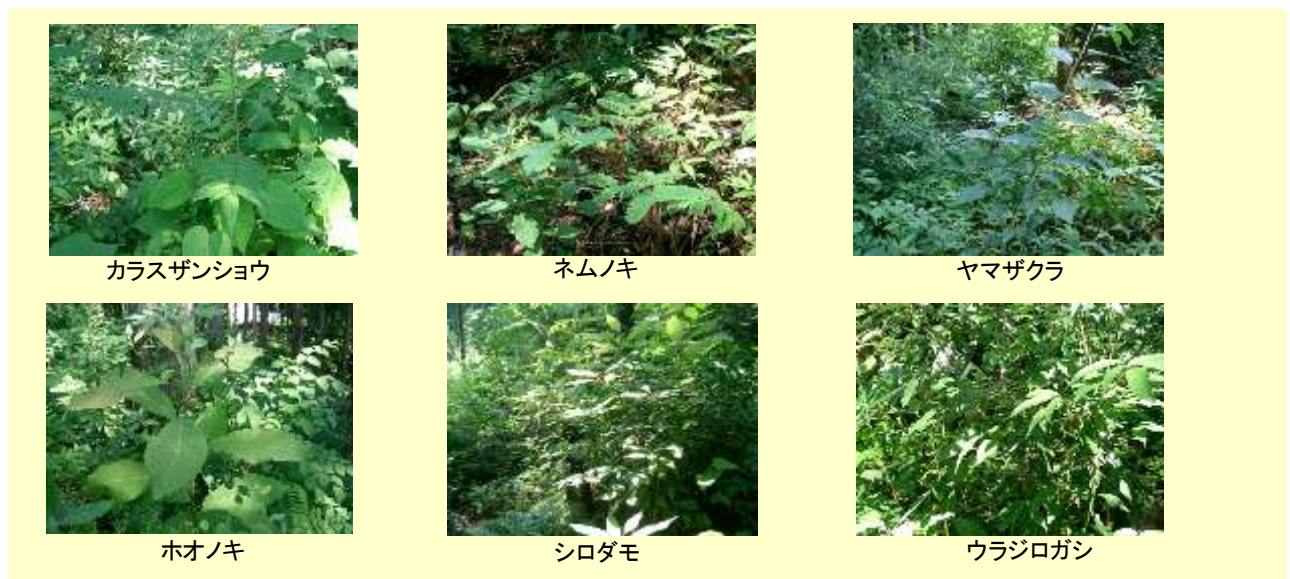 カラスザンショウ
ネムノキ
ヤマザクラ
ホオノキ
シロダモ
ウラジロガシ